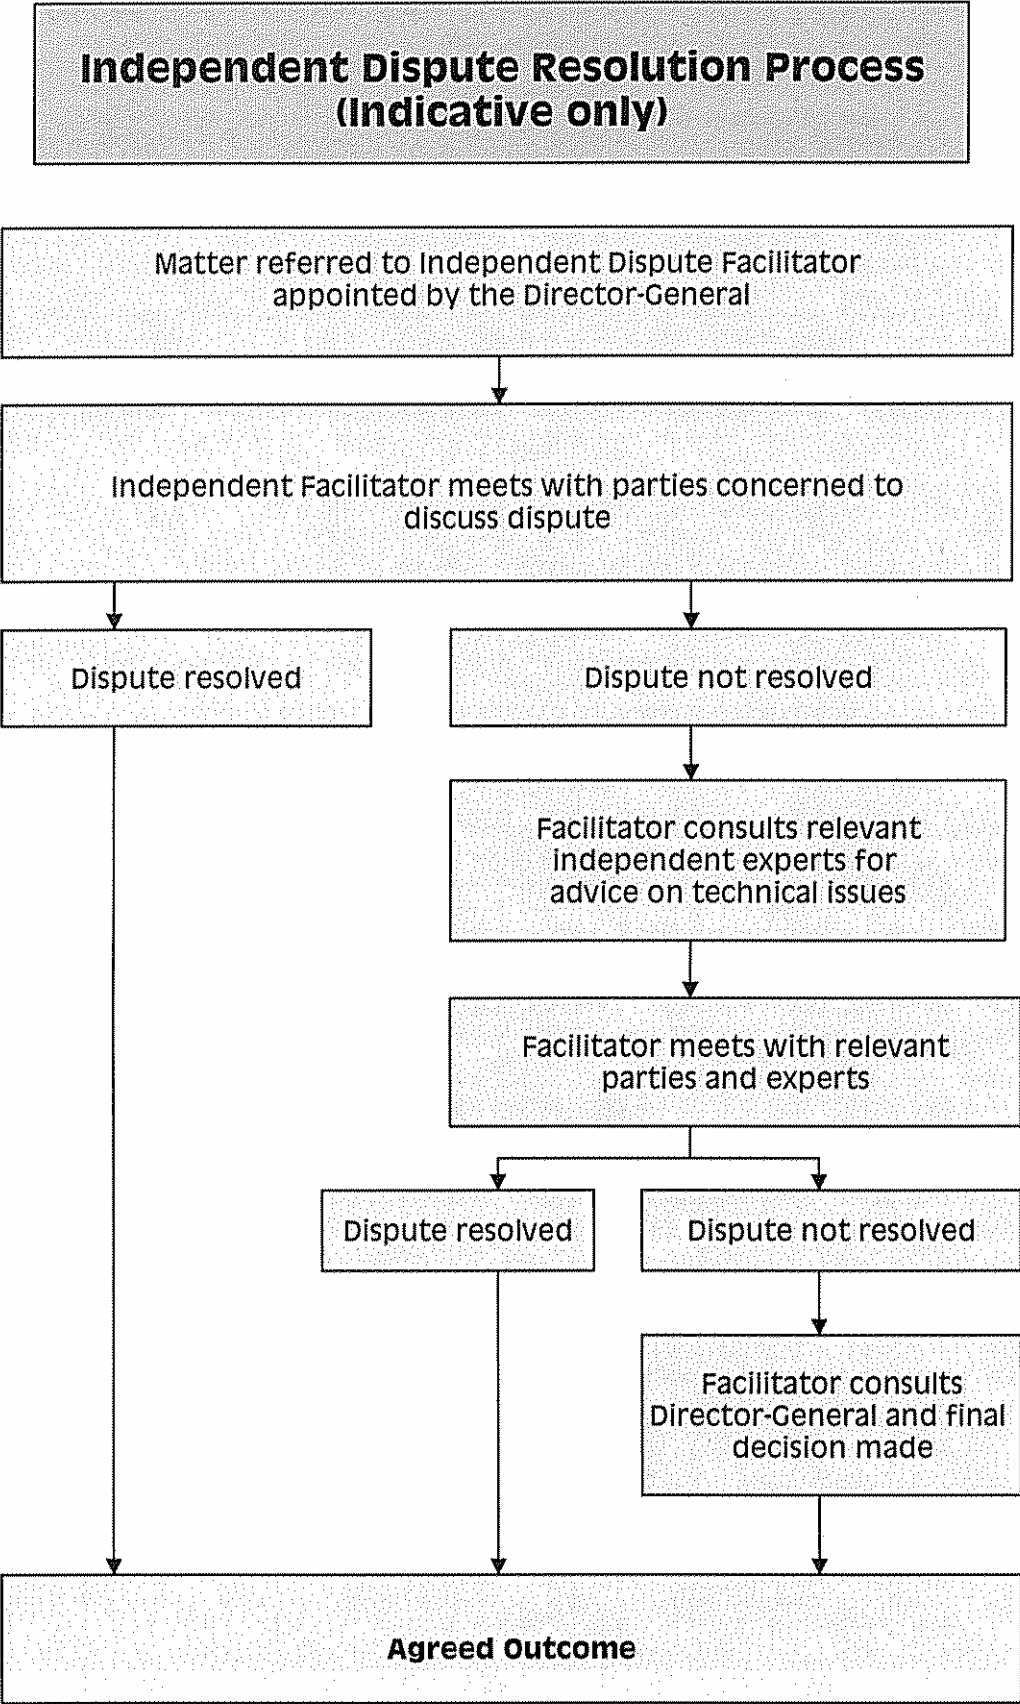 Independent Dispute Resolution Process
(Indicative only)
Matter referred to Independent Dispute Facilitator
appointed by the Director-General
Independent Facilitator meets with parties concerned to
discuss dispute
Dispute resolved
Dispute not resolved
Facilitator consults relevant
independent experts for
advice on technical issues
Facilitator meets with relevant
parties and experts
Dispute resolved
Dispute not resolved
Facilitator consults
Director-General and final
decision made
Agreed Outcome